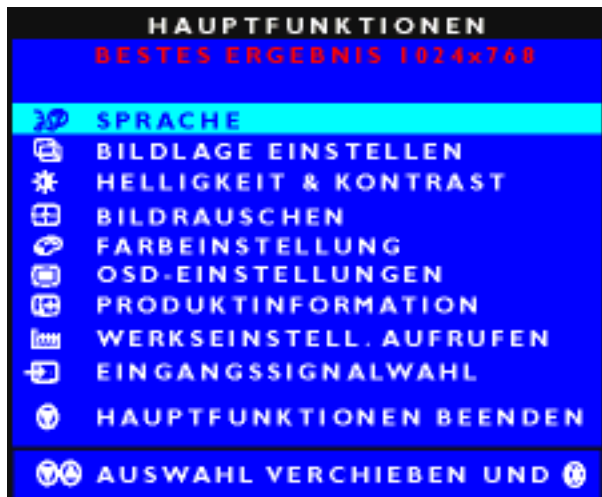 HAUPTFUNKTIONEN
BESTES ERGEBNIS 1024x768
SPRACHE
BILDLAGE EINSTELLEN
HELLIGKEIT & KONTRAST
BILDRAUSCHEN
FARBEINSTELLUNG
OSD-EINSTELLUNGEN
PRODUKTINFORMATION
WERKSEINSTELL. AUFRUFEN
EINGANGSSIGNALWAHL
HAUPTFUNKTIONEN BEENDEN
AUSWAHL VERCHIEBEN UND